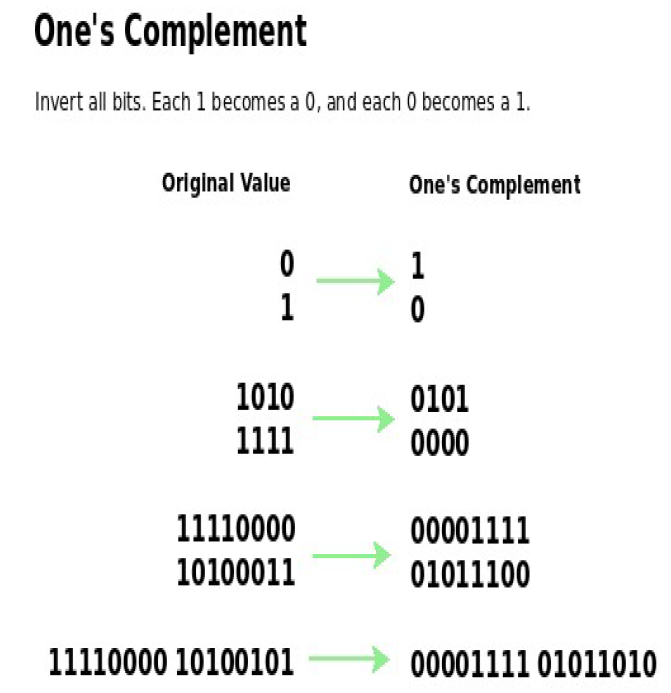 One's Complement
Invert all bits. Each 1 becomes a 0, and each 0 becomes a 1.
Original Value One's Complement
0 1
1 0
1010 0101
1111 0000
11110000 00001111
10100011 01011100
11110000 10100101 00001111 01011010